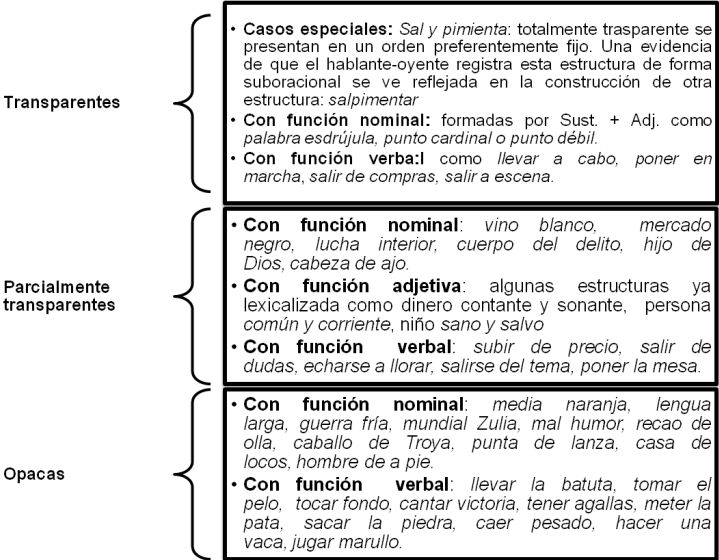 Transparentes
• Casos especiales: Sal y pimienta: totalmente trasparente se
presentan en un orden preferentemente fijo. Una evidencia
de que el hablante-oyente registra esta estructura de forma
suboracional se ve reflejada en la construcción de otra
estructura: salpimentar
• Con función nominal: formadas por Sust. + Adj. como
palabra esdrújula, punto cardinal o punto débil.
• Con función verba:l como llevar a cabo, poner en
marcha, salir de compras, salir a escena.
Parcialmente
transparentes
• Con función nominal: vino blanco, mercado
negro, lucha interior, cuerpo del delito, hijo de
Dios, cabeza de ajo.
• Con función adjetiva: algunas estructuras ya
lexicalizada como dinero contante y sonante, persona
común y corriente, niño sano y salvo
• Con función verbal: subir de precio, salir de
dudas, echarse a llorar, salirse del tema, poner la mesa.
Opacas
• Con función nominal: media naranja, lengua
larga, guerra fría, mundial Zulia, mal humor, recao de
olla, caballo de Troya, punta de lanza, casa de
locos, hombre de a pie.
• Con función verbal: llevar la batuta, tomar el
pelo, tocar fondo, cantar victoria, tener agallas, meter la
pata, sacar la piedra, caer pesado, hacer una
vaca, jugar marullo.